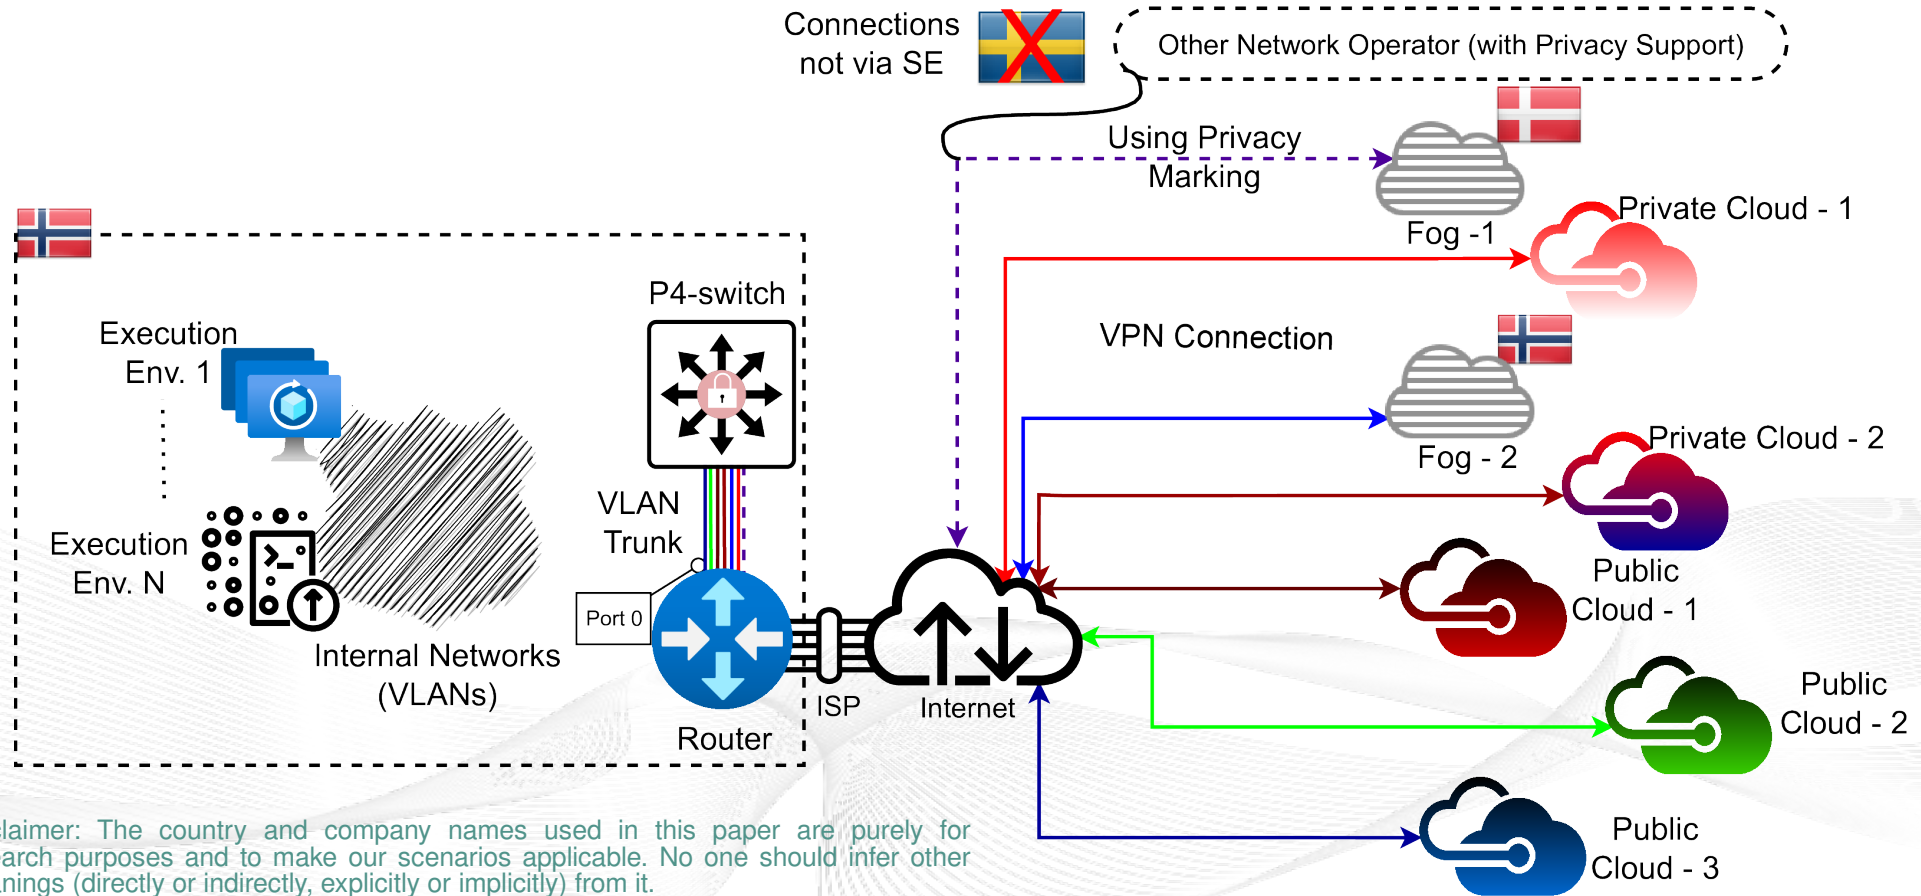 Connections
not via SE
Other Network Operator (with Privacy Support)
Using Privacy
Marking
Fog -1
Private Cloud - 1
P4-switch
VPN Connection
Execution
Env. 1
Fog - 2
Private Cloud - 2
VLAN
Trunk
Execution
Env. N
Public
Cloud - 1
Port 0
Internal Networks
(VLANs)
ISP
Internet
Router
Public
Cloud - 2
Public
Cloud - 3
claimer: The country and company names used in this paper are purely for
earch purposes and to make our scenarios applicable. No one should infer other
anings (directly or indirectly, explicitly or implicitly) from it.